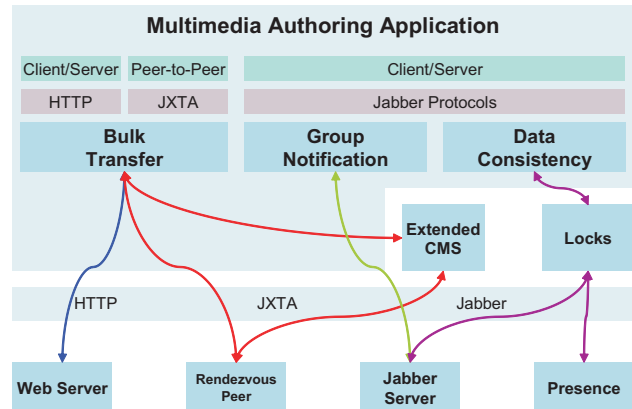 Multimedia Authoring Application
Client/Server
Peer-to-Peer
Client/Server
HTTP
JXTA
Jabber Protocols
Bulk
Transfer
Group
Notification
Data
Consistency
Extended
CMS
Locks
HTTP
JXTA
Jabber
Web Server
Rendezvous
Peer
Jabber
Server
Presence